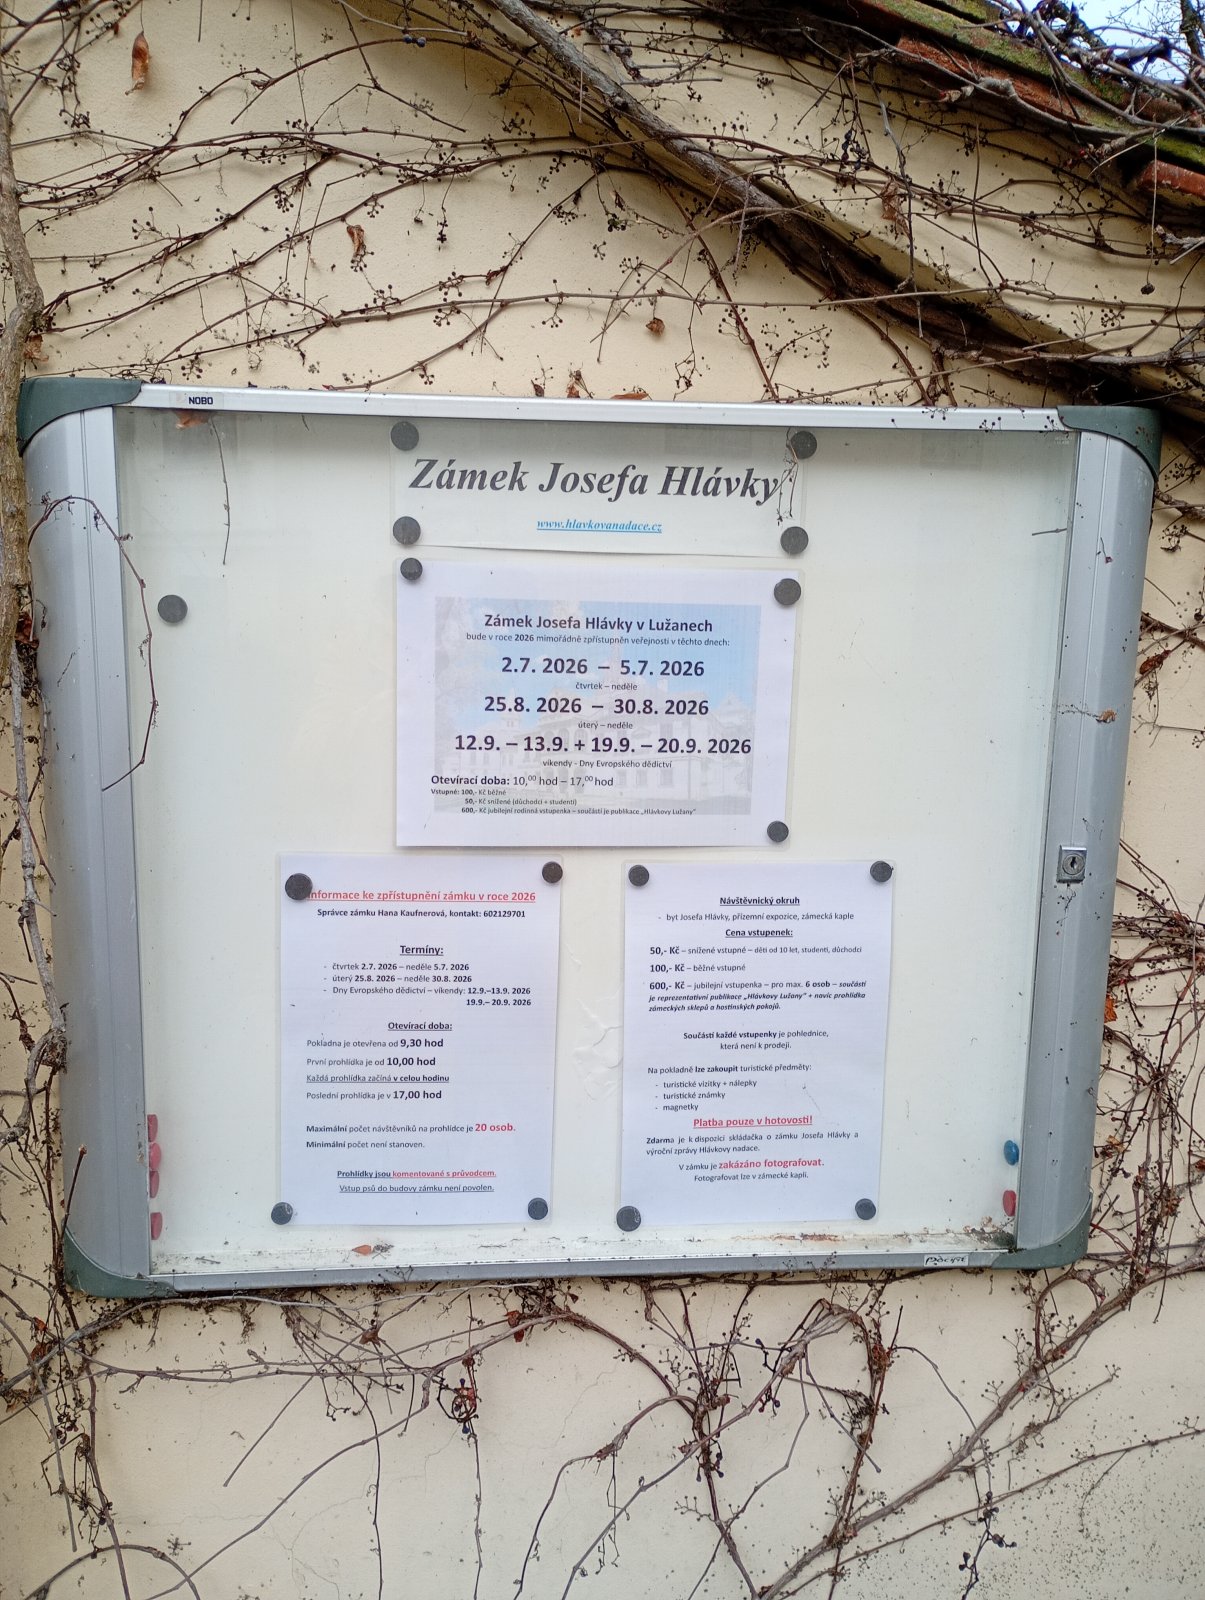 NOBO
Zámek Josefa Hlávky
www.hlavkovanadace.cz
Zámek Josefa Hlávky v Lužanech
bude v roce 2026 mimořádně zpřístupněn veřejnosti v těchto dnech:
2.7. 2026 – 5.7. 2026
čtvrtek – neděle
25.8. 2026 – 30.8. 2026
úterý – neděle
12.9. – 13.9. + 19.9. – 20.9. 2026
víkendy - Dny Evropského dědictví
Otevírací doba: 10,00 hod – 17,00 hod
Vstupné: 100,- Kč běžné
50,- Kč snížené (důchodci + studenti)
600,- Kč jubilejní rodinná vstupenka – součástí je publikace „Hlávkovy Lužany"
Informace ke zpřístupnění zámku v roce 2026
Správce zámku Hana Kaufnerová, kontakt: 602129701
Termíny:
- čtvrtek 2.7. 2026 – neděle 5.7. 2026
- úterý 25.8. 2026 – neděle 30.8. 2026
- Dny Evropského dědictví – víkendy: 12.9.–13.9. 2026
19.9.– 20.9. 2026
Otevírací doba:
Pokladna je otevřena od 9,30 hod
První prohlídka je od 10,00 hod
Každá prohlídka začíná v celou hodinu
Poslední prohlídka je v 17,00 hod
Maximální počet návštěvníků na prohlídce je 20 osob.
Minimální počet není stanoven.
Prohlídky jsou komentované s průvodcem.
Vstup psů do budovy zámku není povolen.
Návštěvnický okruh
- byt Josefa Hlávky, přízemní expozice, zámecká kaple
Cena vstupenek:
50,- Kč – snížené vstupné – děti od 10 let, studenti, důchodci
100,- Kč – běžné vstupné
600,- Kč – jubilejní vstupenka – pro max. 6 osob – součástí
je reprezentativní publikace „Hlávkovy Lužany" + navíc prohlídka
zámeckých sklepů a hostinských pokojů.
Součástí každé vstupenky je pohlednice,
která není k prodeji.
Na pokladně lze zakoupit turistické předměty:
- turistické vizitky + nálepky
- turistické známky
- magnetky
Platba pouze v hotovosti!
Zdarma je k dispozici skládačka o zámku Josefa Hlávky a
výroční zprávy Hlávkovy nadace.
V zámku je zakázáno fotografovat.
Fotografovat lze v zámecké kapli.